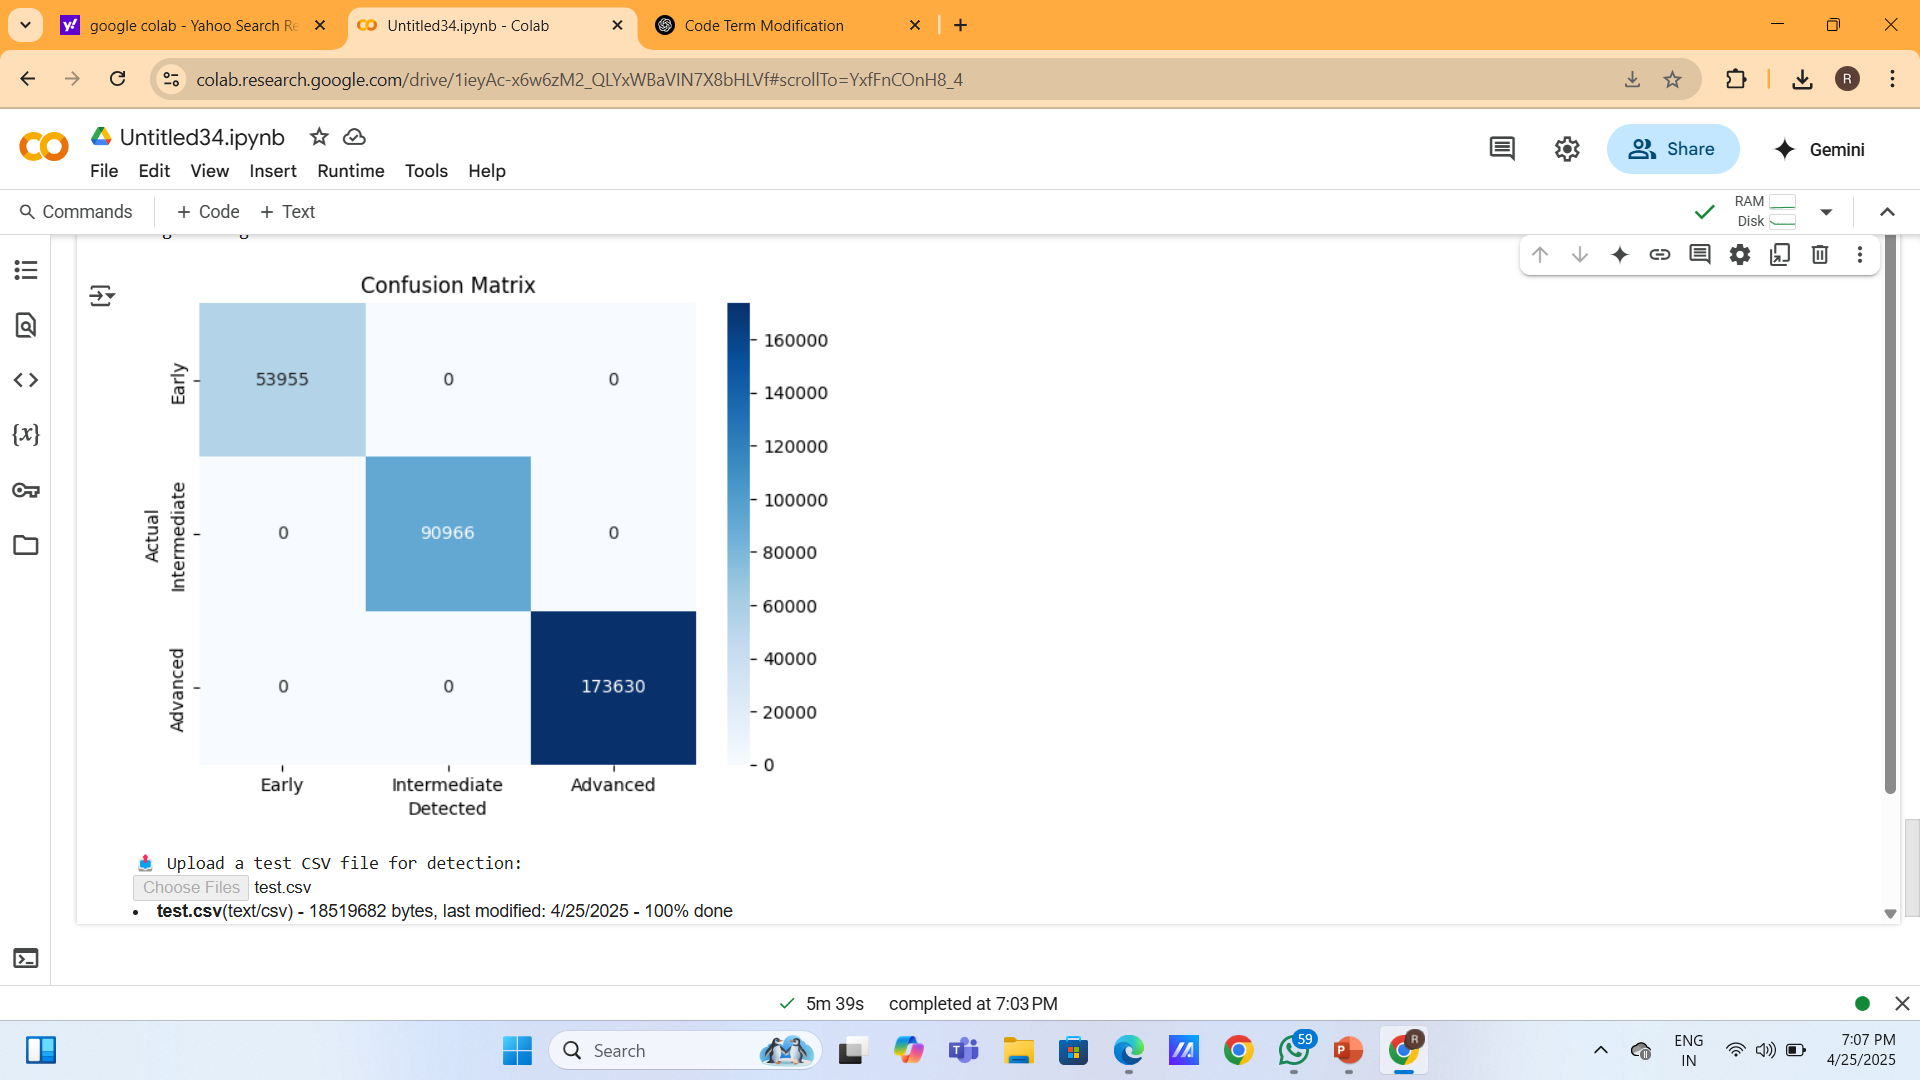 google colab - Yahoo Search Re
Untitled34.ipynb - Colab
Code Term Modification
colab.research.google.com/drive/1ieyAc-x6w6zM2_QLYxWBaVIN7X8bHLVf#scrollTo=YxfFnCOnH8_4
R
Untitled34.ipynb
File Edit View Insert Runtime Tools Help
Share
Gemini
Commands + Code + Text
RAM
Disk
Confusion Matrix
Early
53955 0 0
Actual
Intermediate
0 90966 0
Advanced
0 0 173630
Early Intermediate Advanced
Detected
160000
140000
120000
100000
80000
60000
40000
20000
0
Upload a test CSV file for detection:
Choose Files test.csv
• test.csv(text/csv) - 18519682 bytes, last modified: 4/25/2025 - 100% done
5m 39s completed at 7:03 PM
Search
59
R
ENG
IN
7:07 PM
4/25/2025